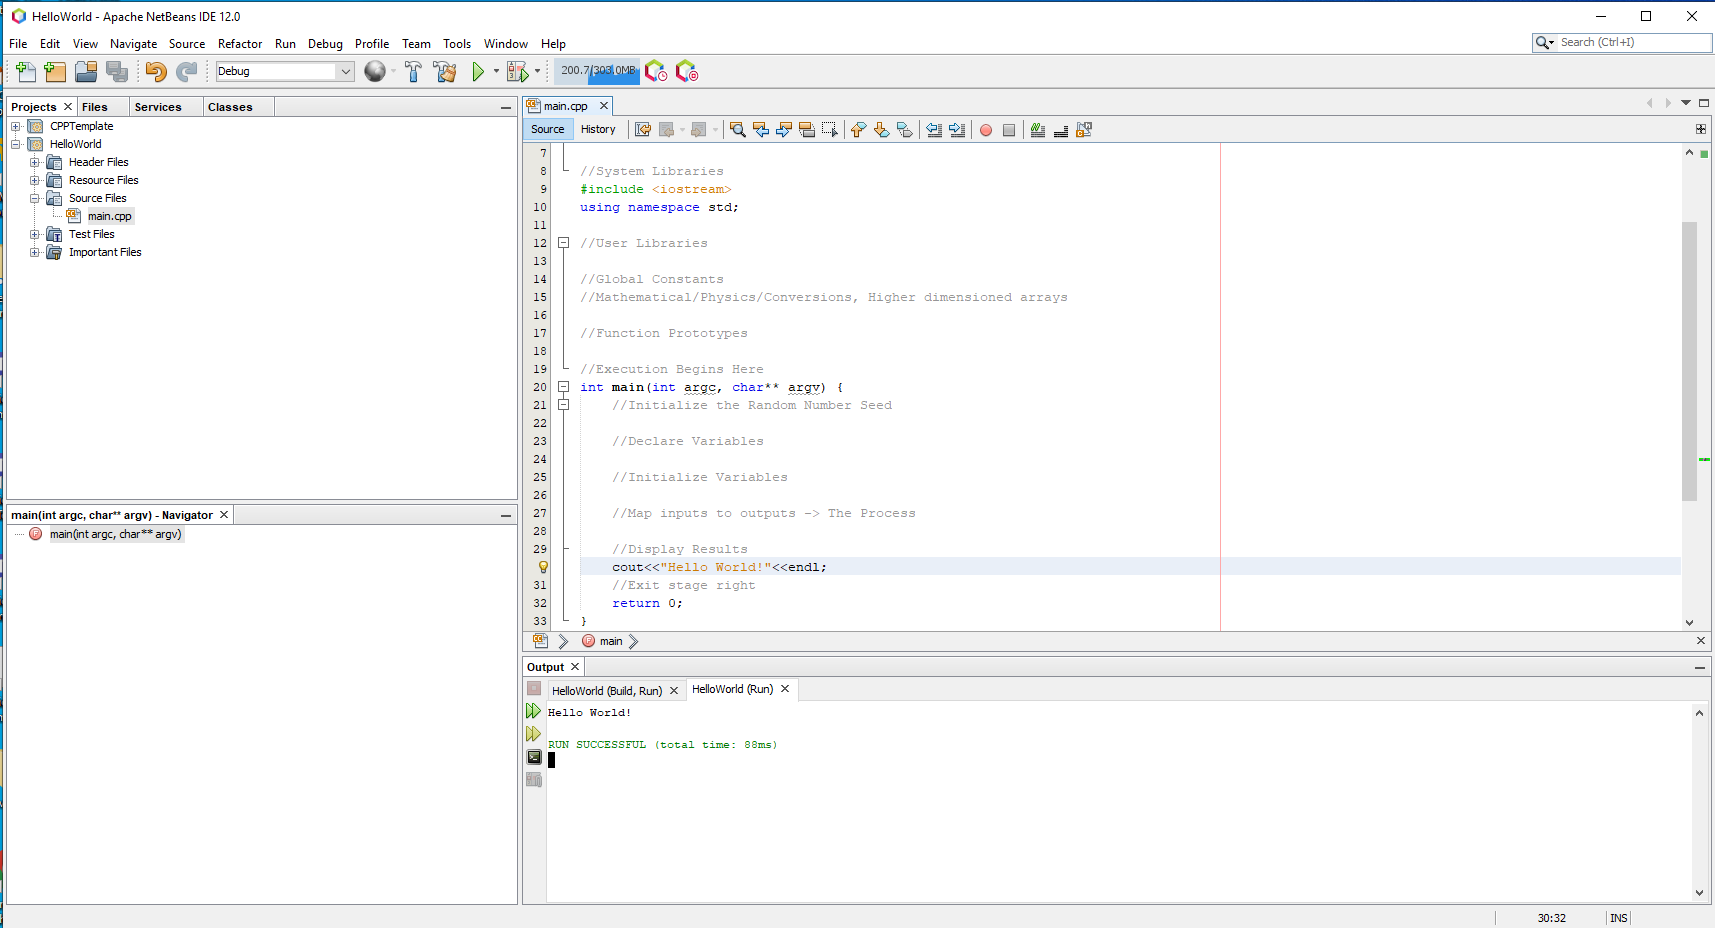 HelloWorld - Apache NetBeans IDE 12.0
File Edit View Navigate Source Refactor Run Debug Profile Team Tools Window Help
Search (Ctrl+I)
Debug
200.7/303.0MB
Projects Files Services Classes
CPPTemplate
HelloWorld
Header Files
Resource Files
Source Files
main.cpp
Test Files
Important Files
main(int argc, char** argv) - Navigator
main(int argc, char** argv)
main.cpp
Source History
7
8 //System Libraries
9 #include <iostream>
10 using namespace std;
11
12 //User Libraries
13
14 //Global Constants
15 //Mathematical/Physics/Conversions, Higher dimensioned arrays
16
17 //Function Prototypes
18
19 //Execution Begins Here
20 int main(int argc, char** argv) {
21 //Initialize the Random Number Seed
22
23 //Declare Variables
24
25 //Initialize Variables
26
27 //Map inputs to outputs -> The Process
28
29 //Display Results
cout<<"Hello World!"<<endl;
31 //Exit stage right
32 return 0;
33 }
main
Output
HelloWorld (Build, Run) HelloWorld (Run)
Hello World!
RUN SUCCESSFUL (total time: 88ms)
30:32 INS